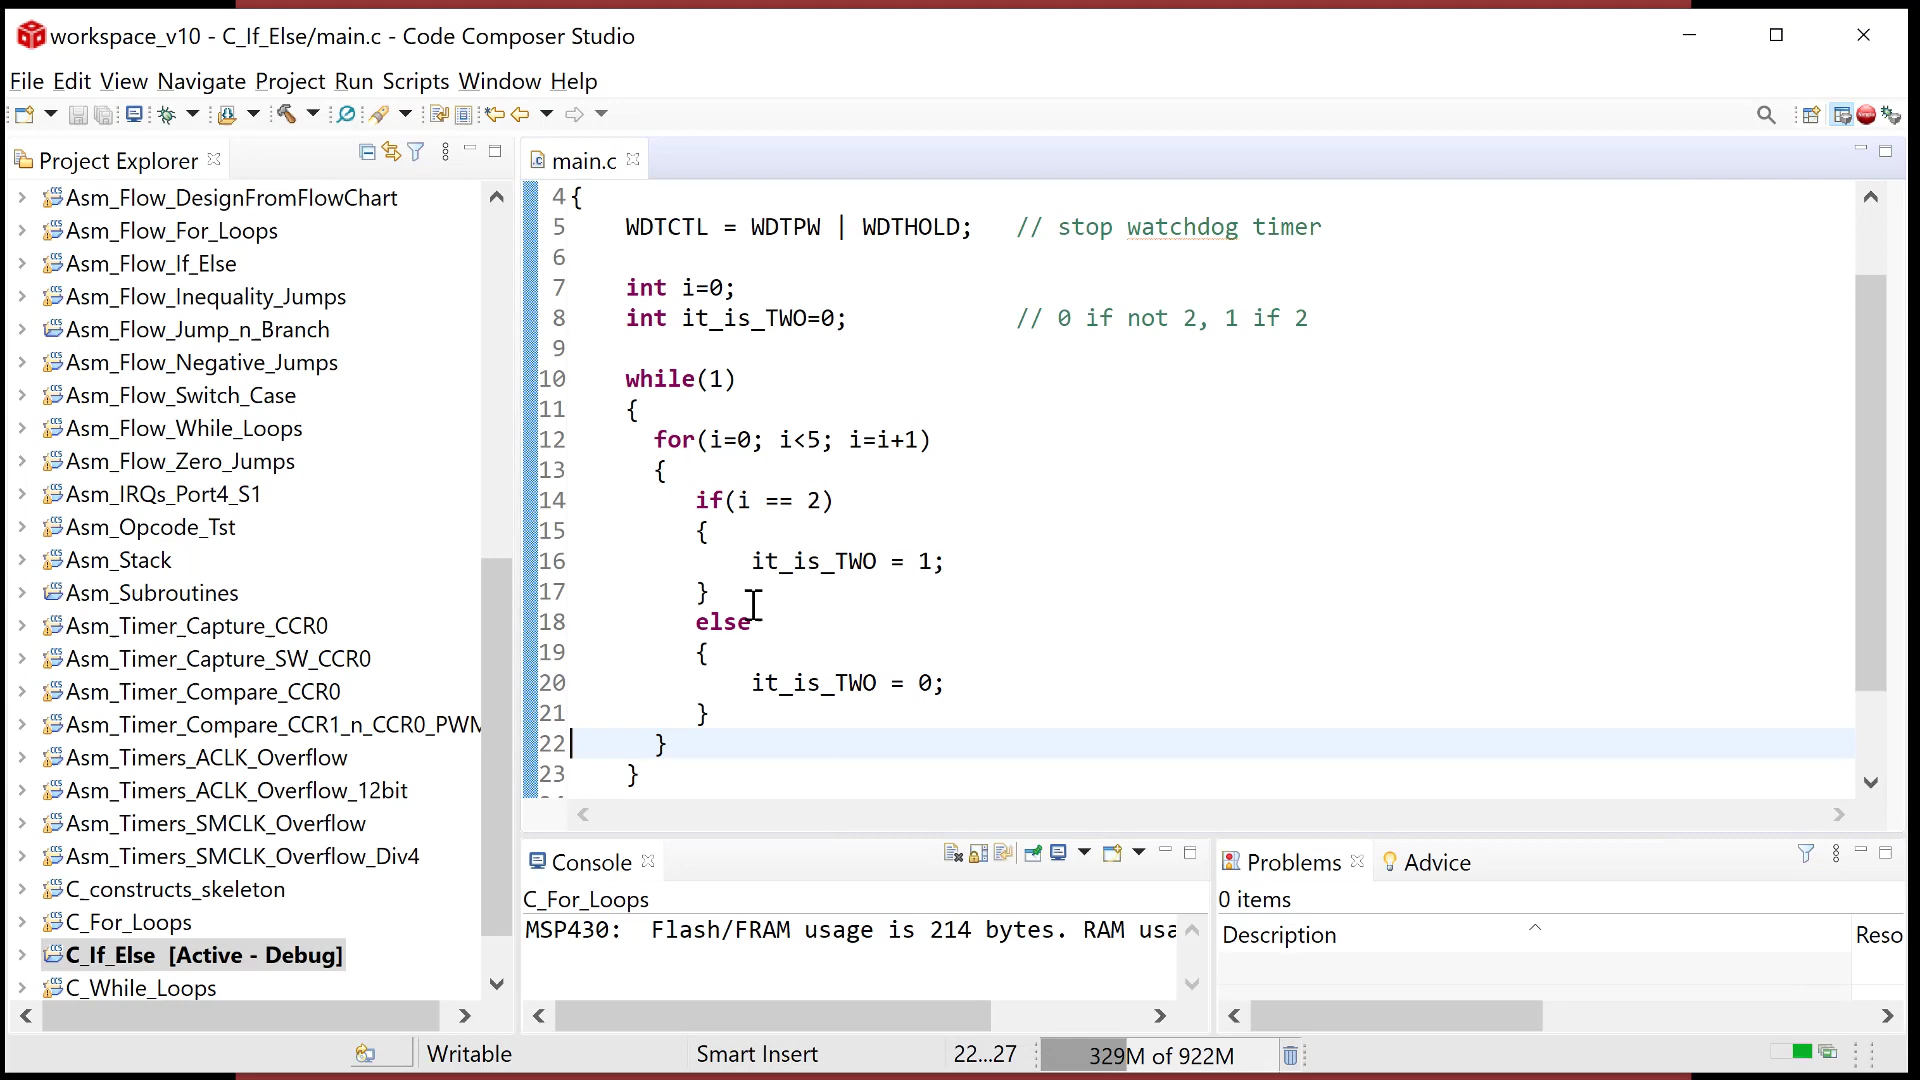 workspace_v10 - C_If_Else/main.c - Code Composer Studio
File Edit View Navigate Project Run Scripts Window Help
Project Explorer
Asm_Flow_DesignFromFlowChart
Asm_Flow_For_Loops
Asm_Flow_If_Else
Asm_Flow_Inequality_Jumps
Asm_Flow_Jump_n_Branch
Asm_Flow_Negative_Jumps
Asm_Flow_Switch_Case
Asm_Flow_While_Loops
Asm_Flow_Zero_Jumps
Asm_IRQs_Port4_S1
Asm_Opcode_Tst
Asm_Stack
Asm_Subroutines
Asm_Timer_Capture_CCR0
Asm_Timer_Capture_SW_CCR0
Asm_Timer_Compare_CCR0
Asm_Timer_Compare_CCR1_n_CCR0_PWM
Asm_Timers_ACLK_Overflow
Asm_Timers_ACLK_Overflow_12bit
Asm_Timers_SMCLK_Overflow
Asm_Timers_SMCLK_Overflow_Div4
C_constructs_skeleton
C_For_Loops
C_If_Else [Active - Debug]
C_While_Loops
main.c
4 {
5 WDTCTL = WDTPW | WDTHOLD; // stop watchdog timer
6
7 int i=0;
8 int it_is_TWO=0; // 0 if not 2, 1 if 2
9
10 while(1)
11 {
12 for(i=0; i<5; i=i+1)
13 {
14 if(i == 2)
15 {
16 it_is_TWO = 1;
17 }
18 else
19 {
20 it_is_TWO = 0;
21 }
22 }
23 }
Console
C_For_Loops
MSP430: Flash/FRAM usage is 214 bytes. RAM usa
Problems Advice
0 items
Description Reso
Writable Smart Insert 22...27 329M of 922M